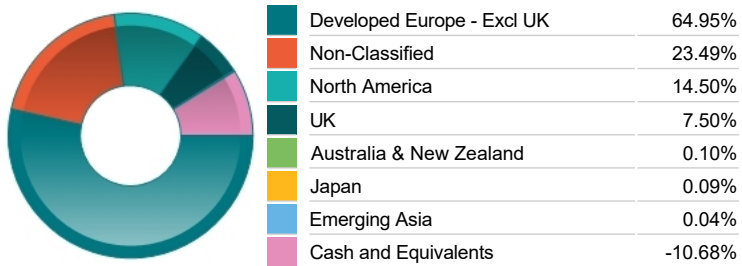 Developed Europe - Excl UK 64.95%
Non-Classified 23.49%
North America 14.50%
UK 7.50%
Australia & New Zealand 0.10%
Japan 0.09%
Emerging Asia 0.04%
Cash and Equivalents -10.68%